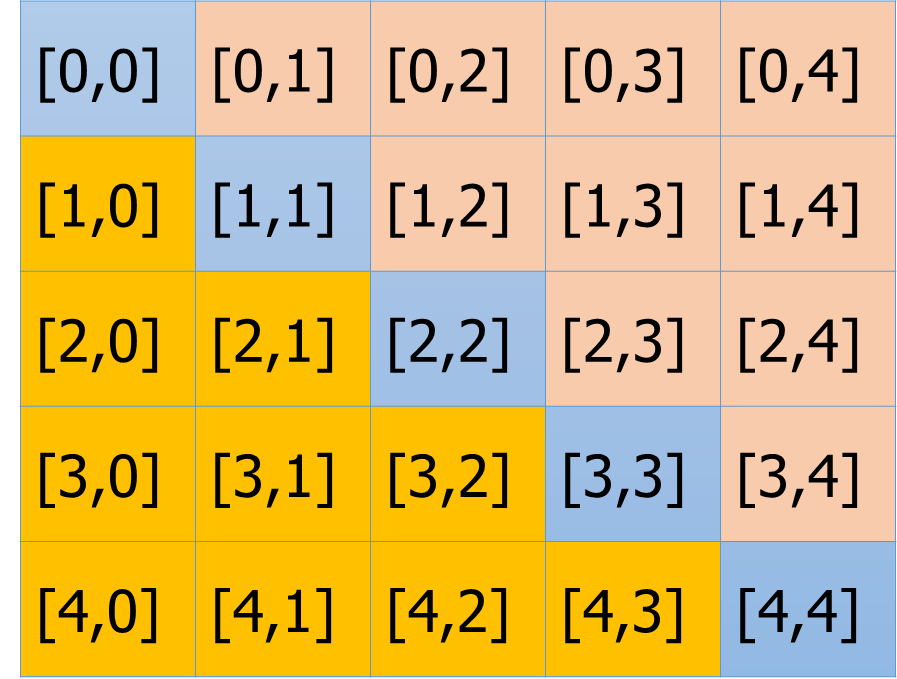 [0,0] [0,1] [0,2] [0,3] [0,4]
[1,0] [1,1] [1,2] [1,3] [1,4]
[2,0] [2,1] [2,2] [2,3] [2,4]
[3,0] [3,1] [3,2] [3,3] [3,4]
[4,0] [4,1] [4,2] [4,3] [4,4]